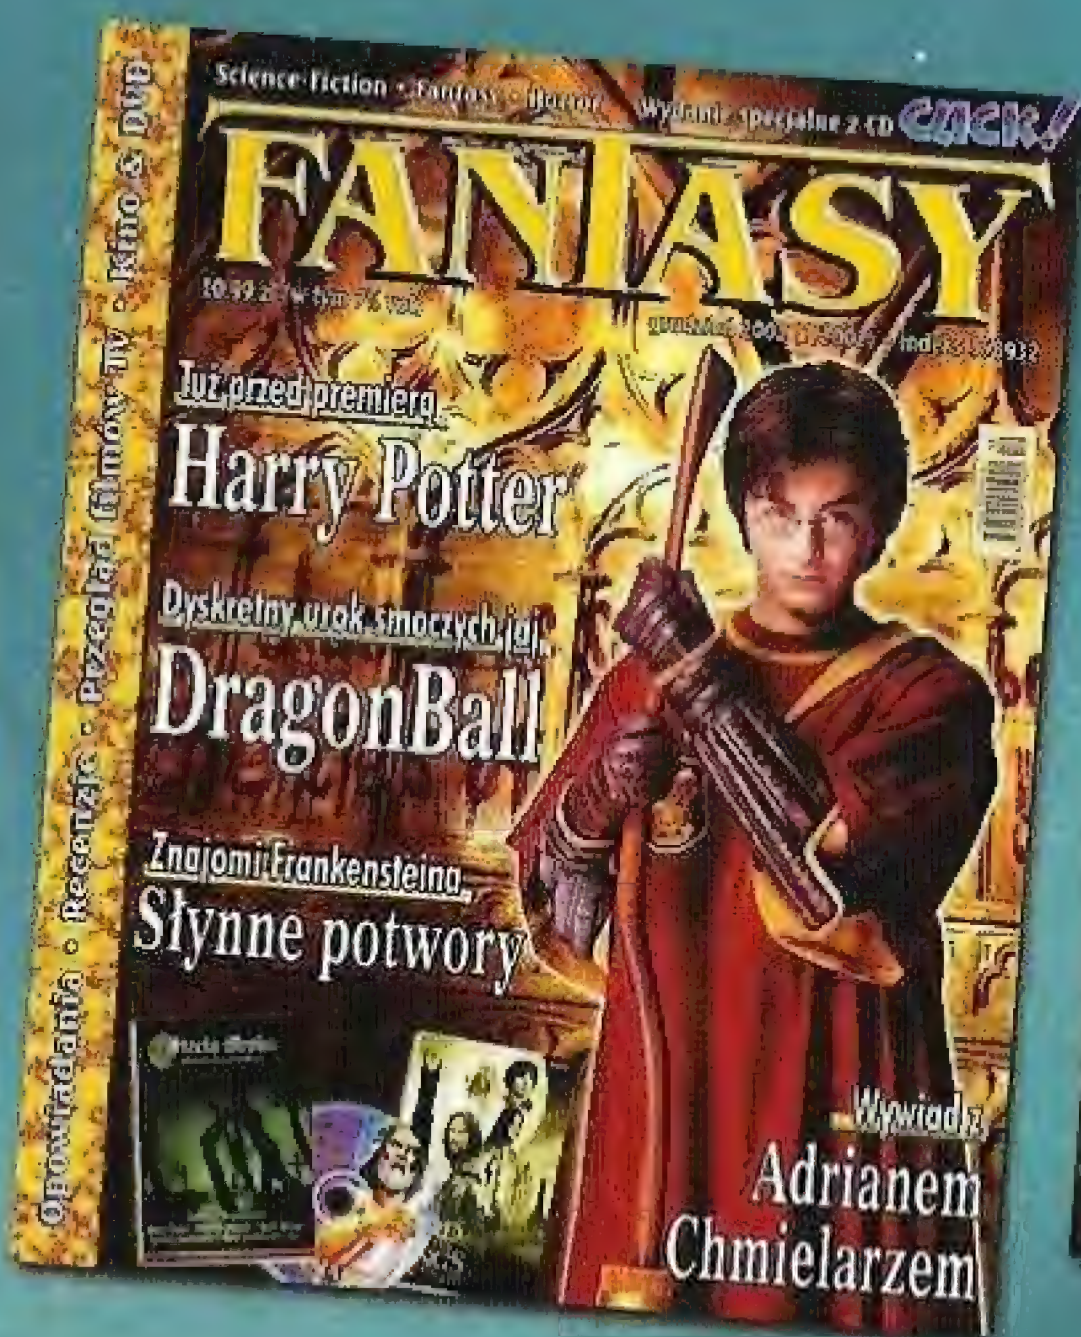 Science-Fiction • Fantasy • Horror Wydanie specjalne 2 CD CLICK!
FANTASY
Tuż przed premierą
Harry Potter
Dyskretny urok smoczych jaj
DragonBall
Znajomi Frankensteina
Słynne potwory
Wywiad z
Adrianem
Chmielarzem
Opowiadania • Recenzje • Przegląd filmów TV • Kino & DVD